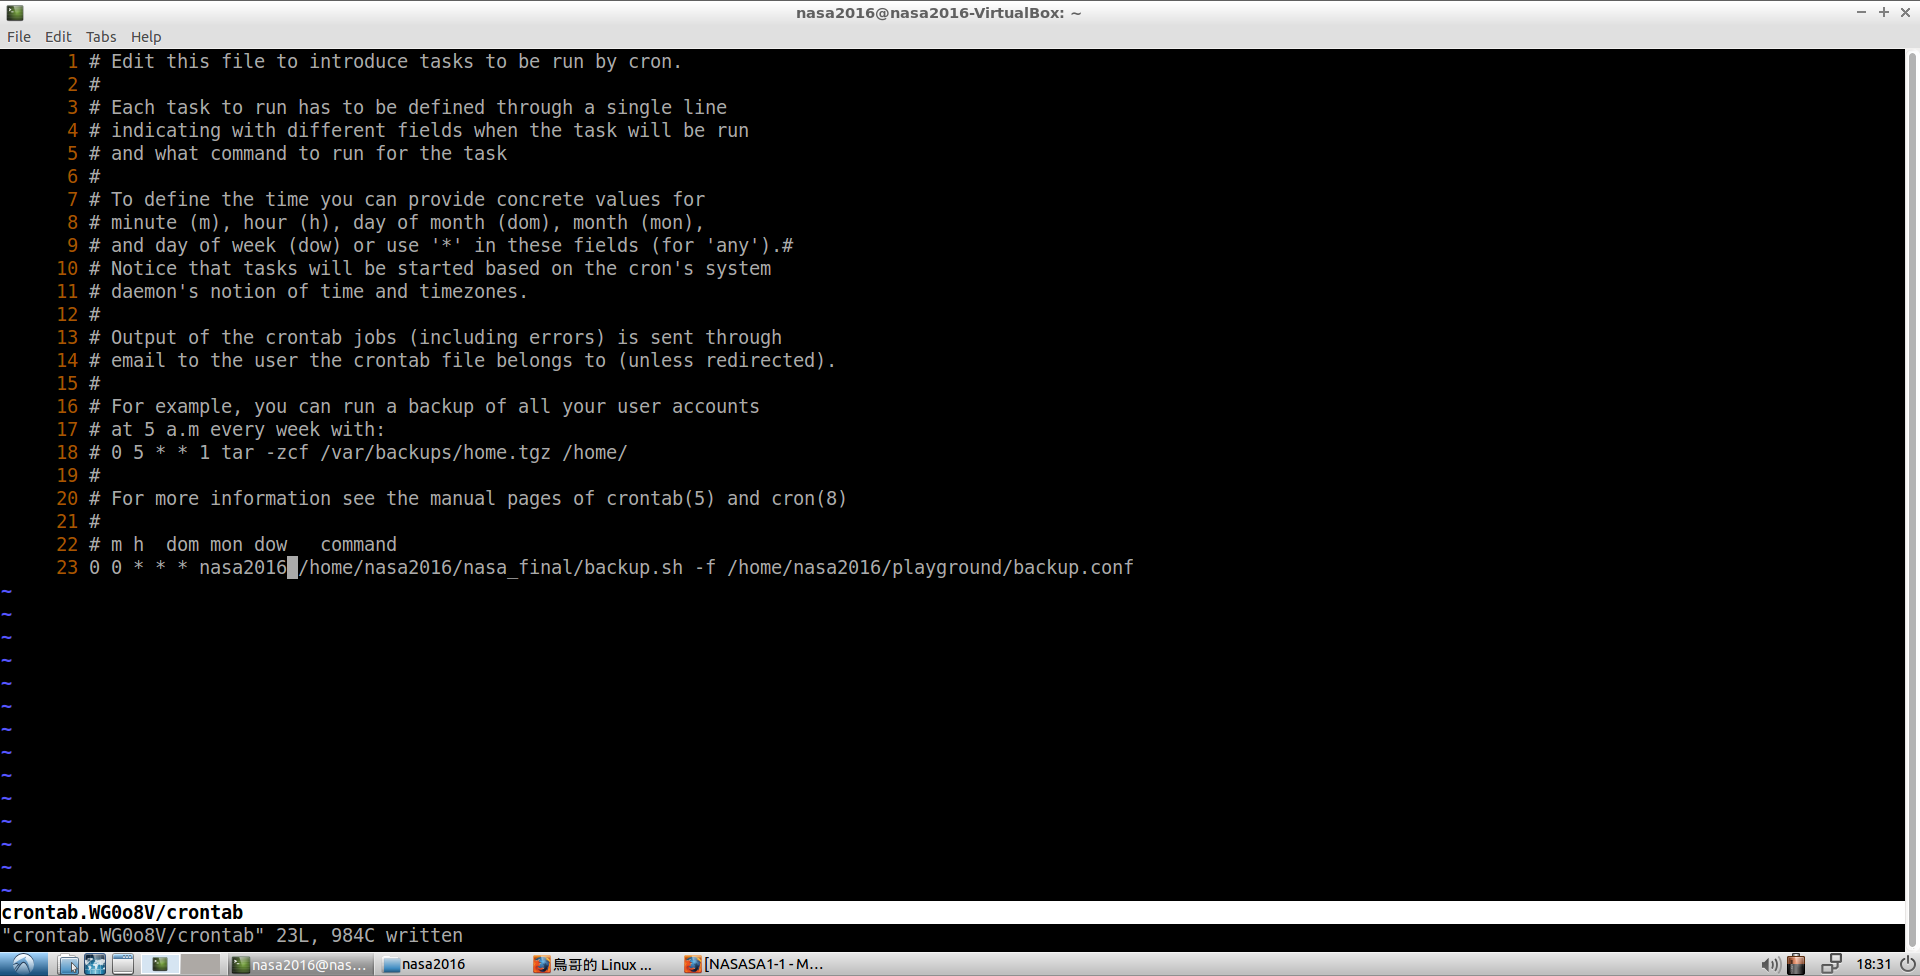 nasa2016@nasa2016-VirtualBox: ~
File Edit Tabs Help
1 # Edit this file to introduce tasks to be run by cron.
2 #
3 # Each task to run has to be defined through a single line
4 # indicating with different fields when the task will be run
5 # and what command to run for the task
6 #
7 # To define the time you can provide concrete values for
8 # minute (m), hour (h), day of month (dom), month (mon),
9 # and day of week (dow) or use '*' in these fields (for 'any').#
10 # Notice that tasks will be started based on the cron's system
11 # daemon's notion of time and timezones.
12 #
13 # Output of the crontab jobs (including errors) is sent through
14 # email to the user the crontab file belongs to (unless redirected).
15 #
16 # For example, you can run a backup of all your user accounts
17 # at 5 a.m every week with:
18 # 0 5 * * 1 tar -zcf /var/backups/home.tgz /home/
19 #
20 # For more information see the manual pages of crontab(5) and cron(8)
21 #
22 # m h  dom mon dow   command
23 0 0 * * * nasa2016 /home/nasa2016/nasa_final/backup.sh -f /home/nasa2016/playground/backup.conf
~
~
~
~
~
~
~
~
~
~
~
~
~
~
crontab.WG0o8V/crontab
"crontab.WG0o8V/crontab" 23L, 984C written
nasa2016@nas... nasa2016 鳥哥的 Linux ... [NASASA1-1 - M... 18:31